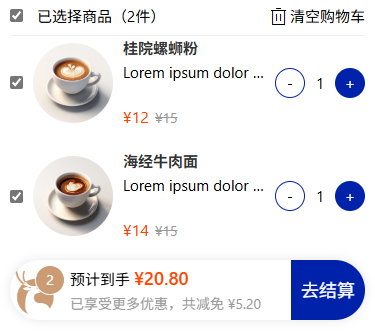 已选择商品（2件） 清空购物车
桂院螺蛳粉
Lorem ipsum dolor ...
- 1 +
¥12 ¥15
海经牛肉面
Lorem ipsum dolor ...
- 1 +
¥14 ¥15
2
预计到手 ¥20.80
已享受更多优惠，共减免 ¥5.20
去结算